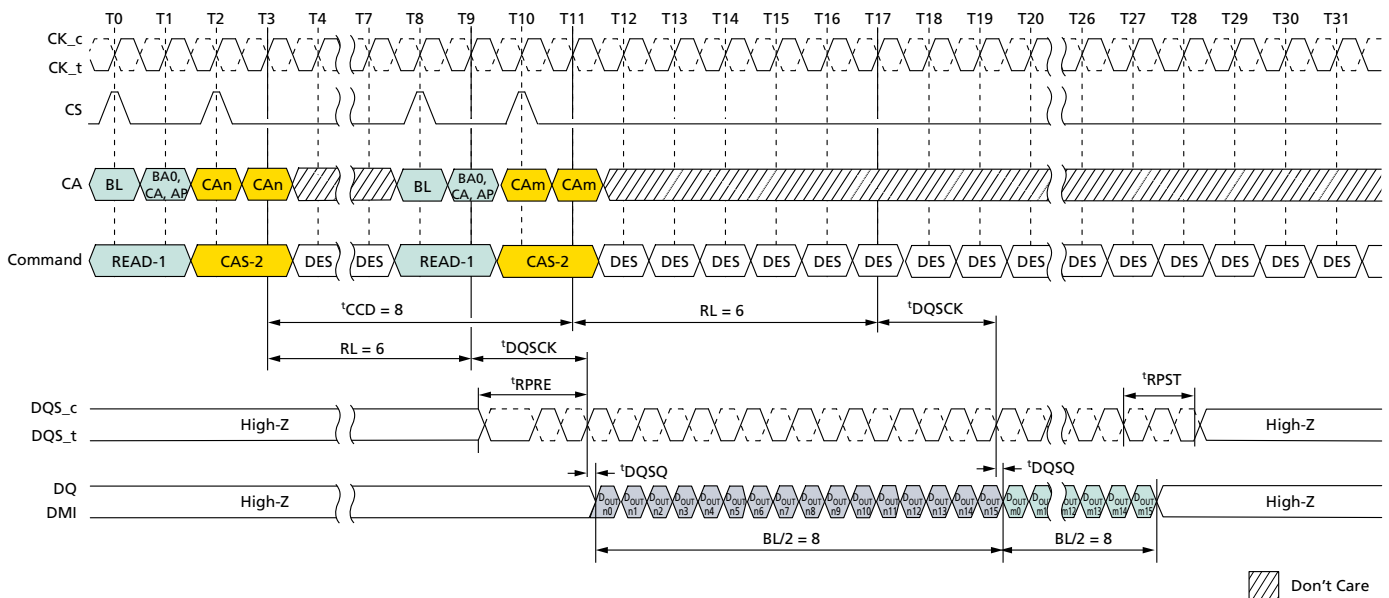 T0 T1 T2 T3 T4 T7 T8 T9 T10 T11 T12 T13 T14 T15 T16 T17 T18 T19 T20 T26 T27 T28 T29 T30 T31
CK_c
CK_t
CS
CA BL BA0, CA, AP CAn CAn BL BA0, CA, AP CAm CAm
Command READ-1 CAS-2 DES DES READ-1 CAS-2 DES DES DES DES DES DES DES DES DES DES DES DES DES DES DES
tCCD = 8 RL = 6 tDQSCK
RL = 6 tDQSCK
tRPRE tRPST
DQS_c
DQS_t High-Z High-Z
tDQSQ tDQSQ
DQ
DMI High-Z DOUT n0 DOUT n1 DOUT n2 DOUT n3 DOUT n4 DOUT n5 DOUT n6 DOUT n7 DOUT n8 DOUT n9 DOUT n10 DOUT n11 DOUT n12 DOUT n13 DOUT n14 DOUT n15 DOUT m0 DOUT m1 DOUT m12 DOUT m13 DOUT m14 DOUT m15 High-Z
BL/2 = 8 BL/2 = 8
Don't Care